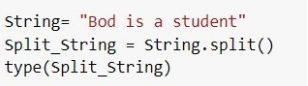 String= "Bod is a student"
Split_String = String.split()
type(Split_String)